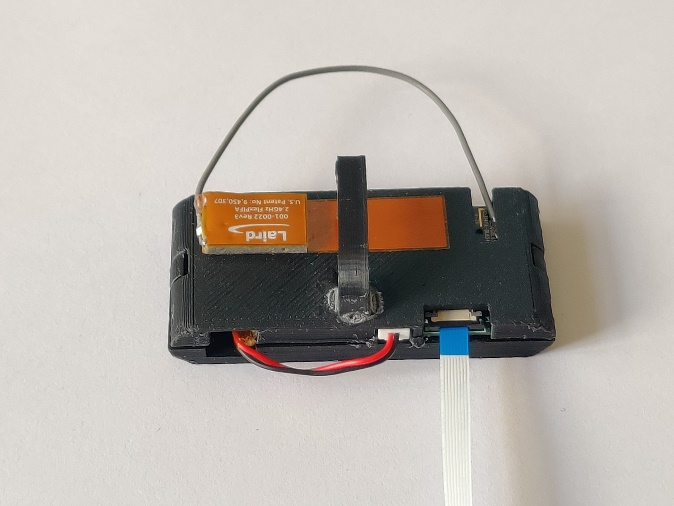 Laird
001-0022 Rev3
2.4GHz FlexPIFA
U.S. Patent No: 9,450,307